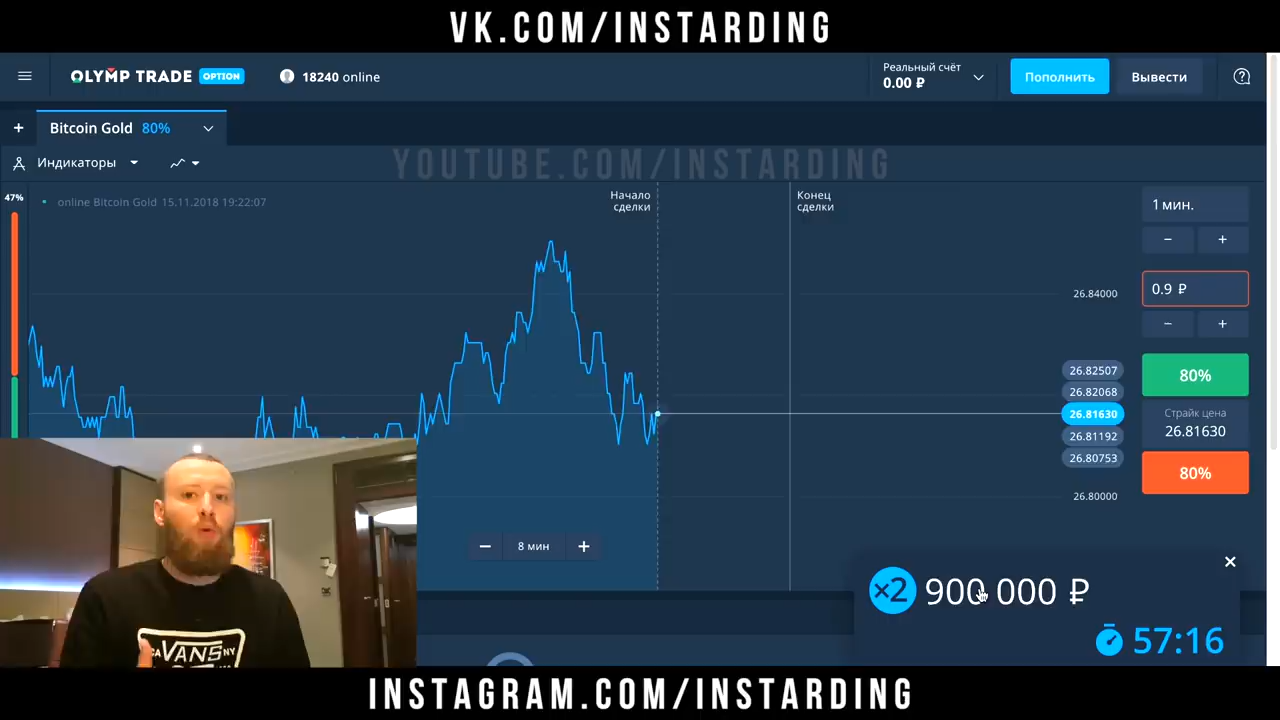 VK.COM/INSTARDING
OLYMP TRADE OPTION
18240 online
Реальный счёт
0.00 ₽
Пополнить
Вывести
+ Bitcoin Gold 80%
Индикаторы
YOUTUBE.COM/INSTARDING
47%
online Bitcoin Gold 15.11.2018 19:22:07
Начало
сделки
Конец
сделки
1 мин.
− +
26.84000
0.9 ₽
− +
26.82507
80%
26.82068
26.81630
Страйк цена
26.81630
26.81192
26.80753
80%
26.80000
− 8 мин +
×2 900 000 ₽
57:16
VANS
NY
INSTAGRAM.COM/INSTARDING